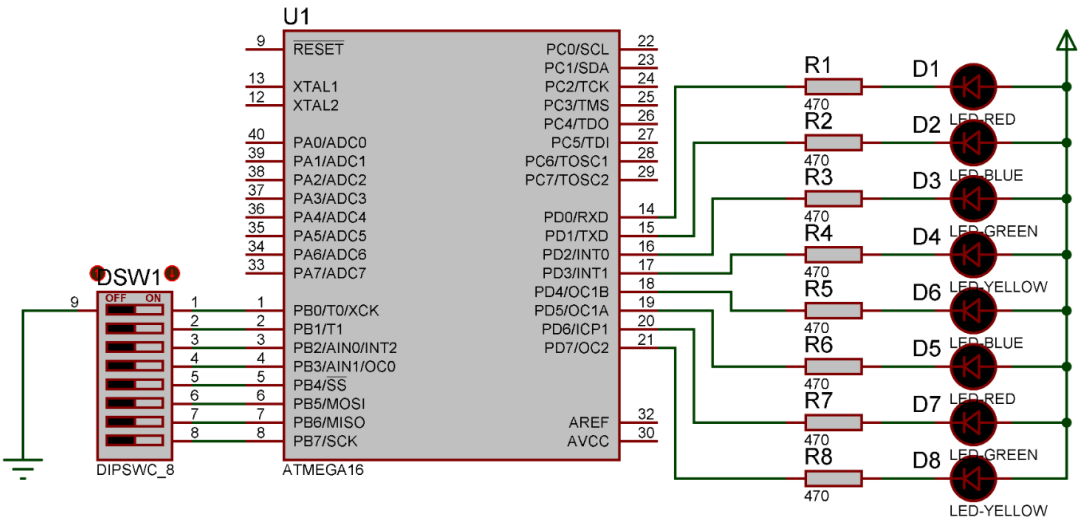 U1
9 RESET
13 XTAL1
12 XTAL2
40 PA0/ADC0
39 PA1/ADC1
38 PA2/ADC2
37 PA3/ADC3
36 PA4/ADC4
35 PA5/ADC5
34 PA6/ADC6
33 PA7/ADC7
1 PB0/T0/XCK
2 PB1/T1
3 PB2/AIN0/INT2
4 PB3/AIN1/OC0
5 PB4/SS
6 PB5/MOSI
7 PB6/MISO
8 PB7/SCK
PC0/SCL 22
PC1/SDA 23
PC2/TCK 24
PC3/TMS 25
PC4/TDO 26
PC5/TDI 27
PC6/TOSC1 28
PC7/TOSC2 29
PD0/RXD 14
PD1/TXD 15
PD2/INT0 16
PD3/INT1 17
PD4/OC1B 18
PD5/OC1A 19
PD6/ICP1 20
PD7/OC2 21
AREF 32
AVCC 30
ATMEGA16
DSW1
OFF ON
9
1
2
3
4
5
6
7
8
DIPSWC_8
R1
470
R2
470
R3
470
R4
470
R5
470
R6
470
R7
470
R8
470
D1
LED-RED
D2
LED-BLUE
D3
LED-GREEN
D4
LED-YELLOW
D6
LED-BLUE
D5
LED-RED
D7
LED-GREEN
D8
LED-YELLOW